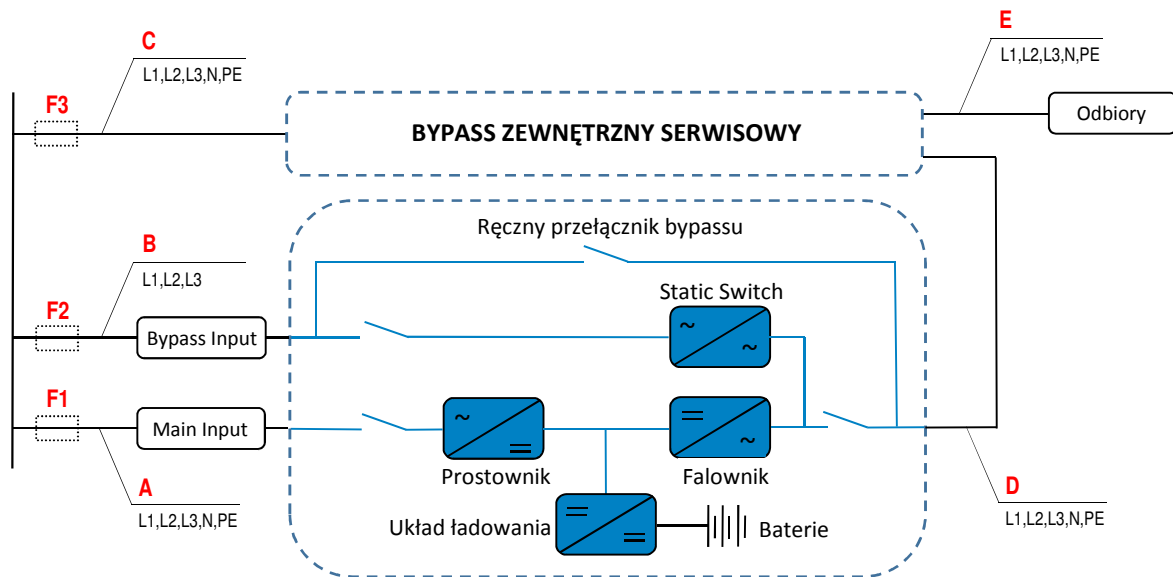 C
L1,L2,L3,N,PE
E
L1,L2,L3,N,PE
F3
BYPASS ZEWNĘTRZNY SERWISOWY
Odbiory
Ręczny przełącznik bypassu
B
L1,L2,L3
Static Switch
F2
Bypass Input
~
~
F1
Main Input
~
~
Prostownik
Falownik
A
L1,L2,L3,N,PE
D
L1,L2,L3,N,PE
Układ ładowania
Baterie